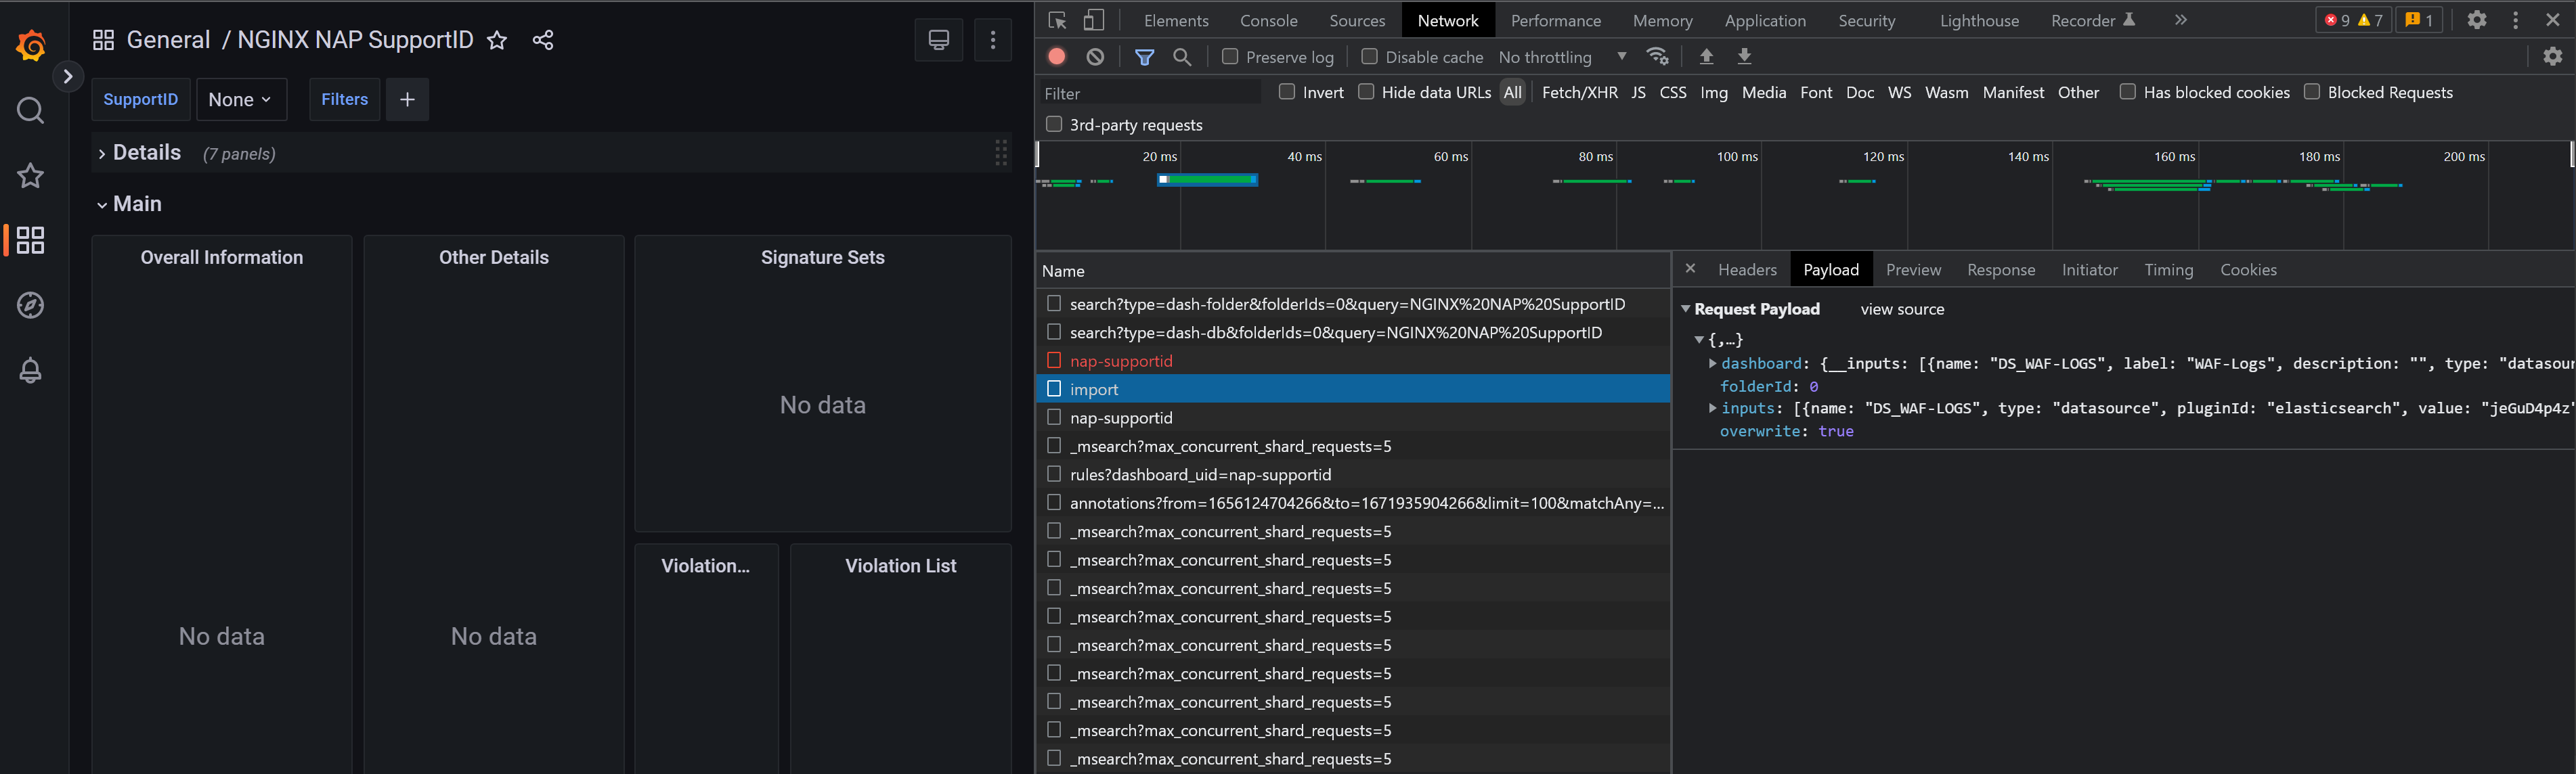 General / NGINX NAP SupportID
SupportID None Filters +
Details (7 panels)
Main
Overall Information
No data
Other Details
No data
Signature Sets
No data
Violation...
Violation List
Elements Console Sources Network Performance Memory Application Security Lighthouse Recorder » 9 7 1
Preserve log Disable cache No throttling
Filter Invert Hide data URLs All Fetch/XHR JS CSS Img Media Font Doc WS Wasm Manifest Other Has blocked cookies Blocked Requests
3rd-party requests
20 ms 40 ms 60 ms 80 ms 100 ms 120 ms 140 ms 160 ms 180 ms 200 ms
Name
search?type=dash-folder&folderIds=0&query=NGINX%20NAP%20SupportID
search?type=dash-db&folderIds=0&query=NGINX%20NAP%20SupportID
nap-supportid
import
nap-supportid
_msearch?max_concurrent_shard_requests=5
rules?dashboard_uid=nap-supportid
annotations?from=1656124704266&to=1671935904266&limit=100&matchAny=...
_msearch?max_concurrent_shard_requests=5
_msearch?max_concurrent_shard_requests=5
_msearch?max_concurrent_shard_requests=5
_msearch?max_concurrent_shard_requests=5
_msearch?max_concurrent_shard_requests=5
_msearch?max_concurrent_shard_requests=5
_msearch?max_concurrent_shard_requests=5
_msearch?max_concurrent_shard_requests=5
_msearch?max_concurrent_shard_requests=5
Headers Payload Preview Response Initiator Timing Cookies
Request Payload view source
{,…}
dashboard: {__inputs: [{name: "DS_WAF-LOGS", label: "WAF-Logs", description: "", type: "datasour
folderId: 0
inputs: [{name: "DS_WAF-LOGS", type: "datasource", pluginId: "elasticsearch", value: "jeGuD4p4z"
overwrite: true